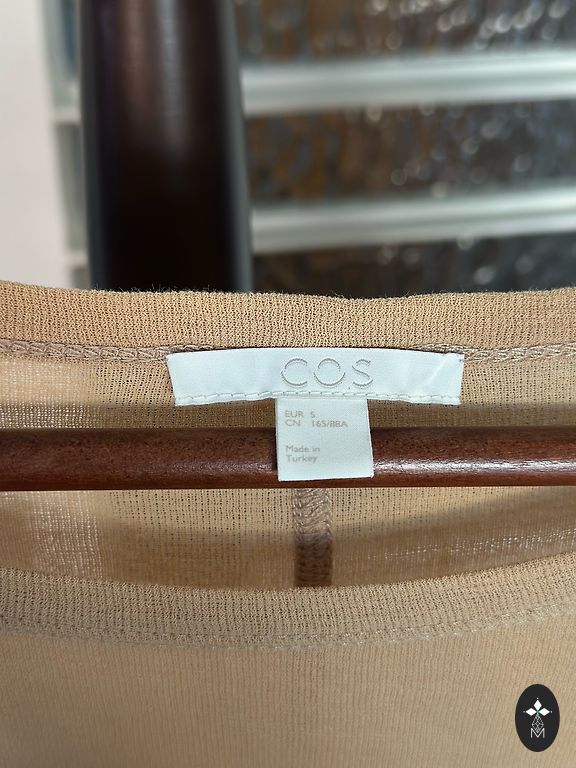 COS
EUR S
CN 165/88A
Made in
Turkey
M